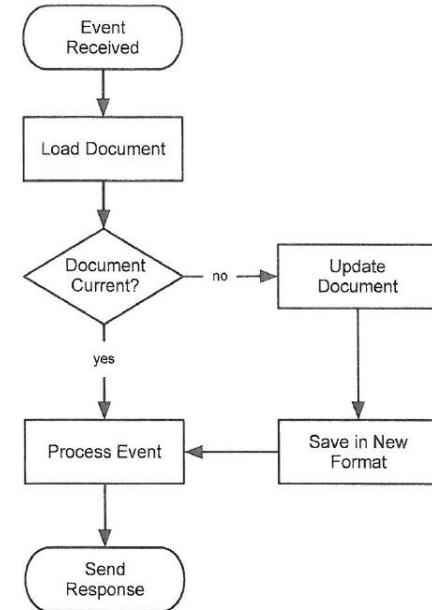 Event
Received
Load Document
Document
Current?
no
Update
Document
yes
Process Event
Save in New
Format
Send
Response